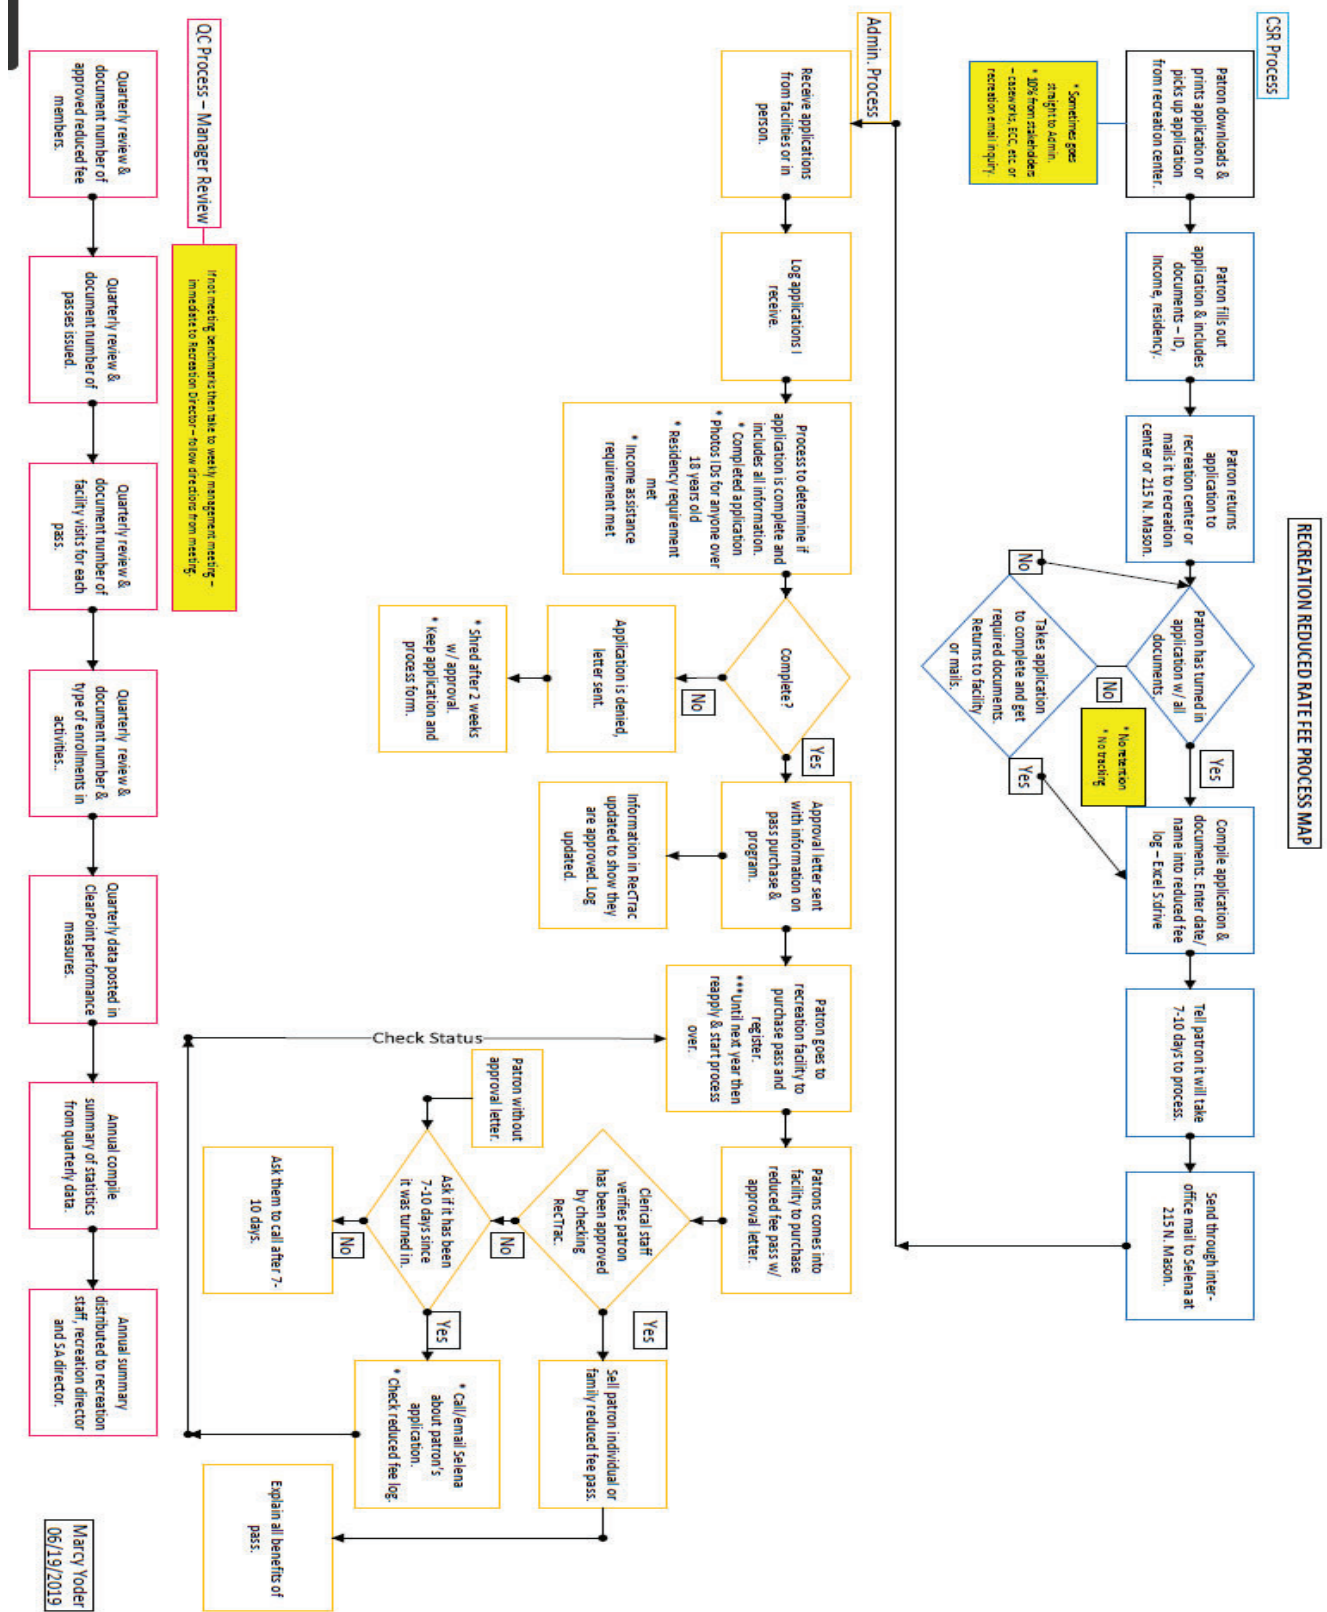 RECREATION REDUCED RATE FEE PROCESS MAP
CSR Process
Patron downloads &
prints application or
picks up application
from recreation center.
* Sometimes goes
straight to Admin.
* 10% from stakeholders
– caseworks, ECC, etc. or
recreation email inquiry.
Patron fills out
application & includes
documents – ID,
Income, residency.
Patron returns
application to
recreation center or
mails it to recreation
center or 215 N. Mason.
Patron has turned in
application w/ all
documents
No
Takes application
to complete and get
required documents.
Returns to facility
or mails.
No
Yes
* No retention
* No tracking
Yes
Compile application &
documents. Enter date/
name into reduced fee
log – Excel S:drive
Tell patron it will take
7-10 days to process.
Send through inter-
office mail to Selena at
215 N. Mason.
Admin. Process
Receive applications
from facilities or in
person.
Log applications I
receive.
Process to determine if
application is complete and
includes all information.
* Completed application
* Photos IDs for anyone over
18 years old
* Residency requirement
met
* Income assistance
requirement met
Complete?
No
Application is denied,
letter sent.
* Shred after 2 weeks
w/ approval.
* Keep application and
process form.
Yes
Approval letter sent
with information on
pass purchase &
program.
Information in RecTrac
updated to show they
are approved. Log
updated.
Patron goes to
recreation facility to
purchase pass and
register.
***Until next year then
reapply & start process
over.
Check Status
Patrons comes into
facility to purchase
reduced fee pass w/
approval letter.
Clerical staff
verifies patron
has been approved
by checking
RecTrac.
Patron without
approval letter.
No
Ask if it has been
7-10 days since
it was turned in.
No
Ask them to call after 7-
10 days.
Yes
Sell patron individual or
family reduced fee pass.
Yes
* Call/email Selena
about patron's
application.
* Check reduced fee log.
Explain all benefits of
pass.
QC Process – Manager Review
If not meeting benchmarks then take to weekly management meeting –
immediate to Recreation Director – follow directions from meeting.
Quarterly review &
document number of
approved reduced fee
members.
Quarterly review &
document number of
passes issued.
Quarterly review &
document number of
facility visits for each
pass.
Quarterly review &
document number &
type of enrollments in
activities..
Quarterly data posted in
ClearPoint performance
measures.
Annual compile
summary of statistics
from quarterly data.
Annual summary
distributed to recreation
staff, recreation director
and SA director.
Marcy Yoder
06/19/2019